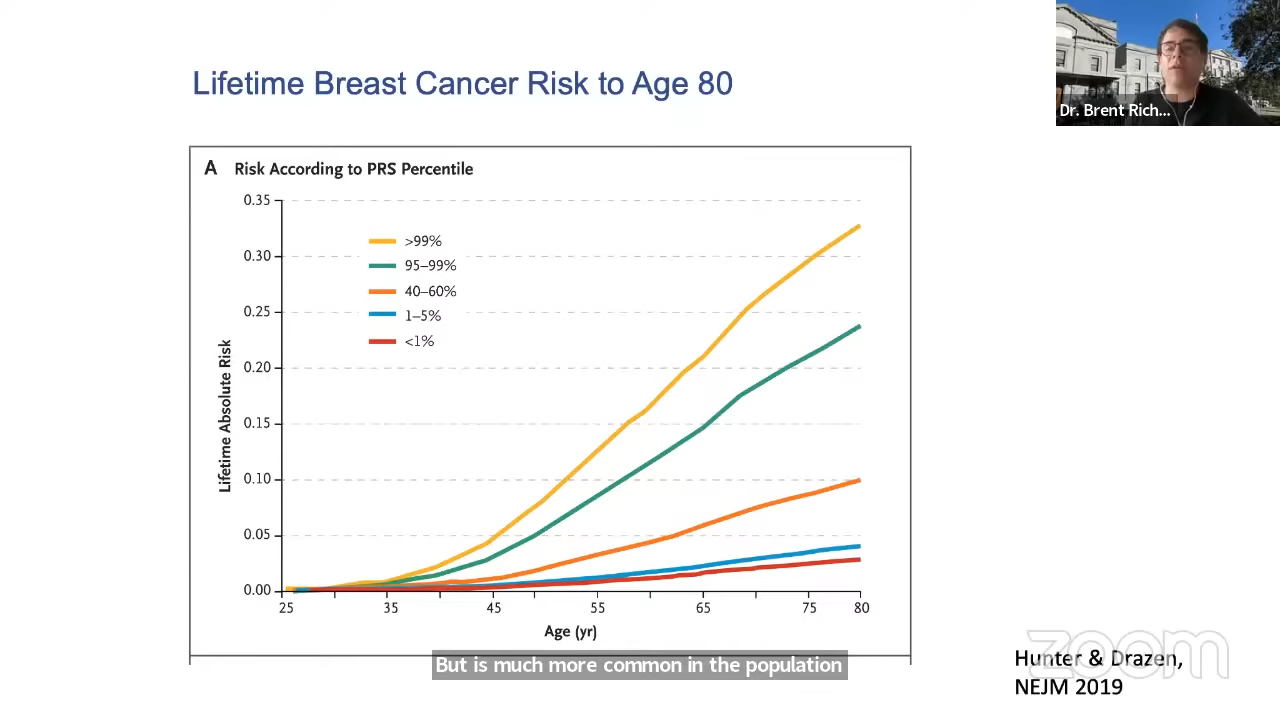 Lifetime Breast Cancer Risk to Age 80
Dr. Brent Rich...
A Risk According to PRS Percentile
0.35
0.30
0.25
0.20
0.15
0.10
0.05
0.00
Lifetime Absolute Risk
>99%
95–99%
40–60%
1–5%
<1%
25 35 45 55 65 75 80
Age (yr)
But is much more common in the population
zoom
Hunter & Drazen,
NEJM 2019